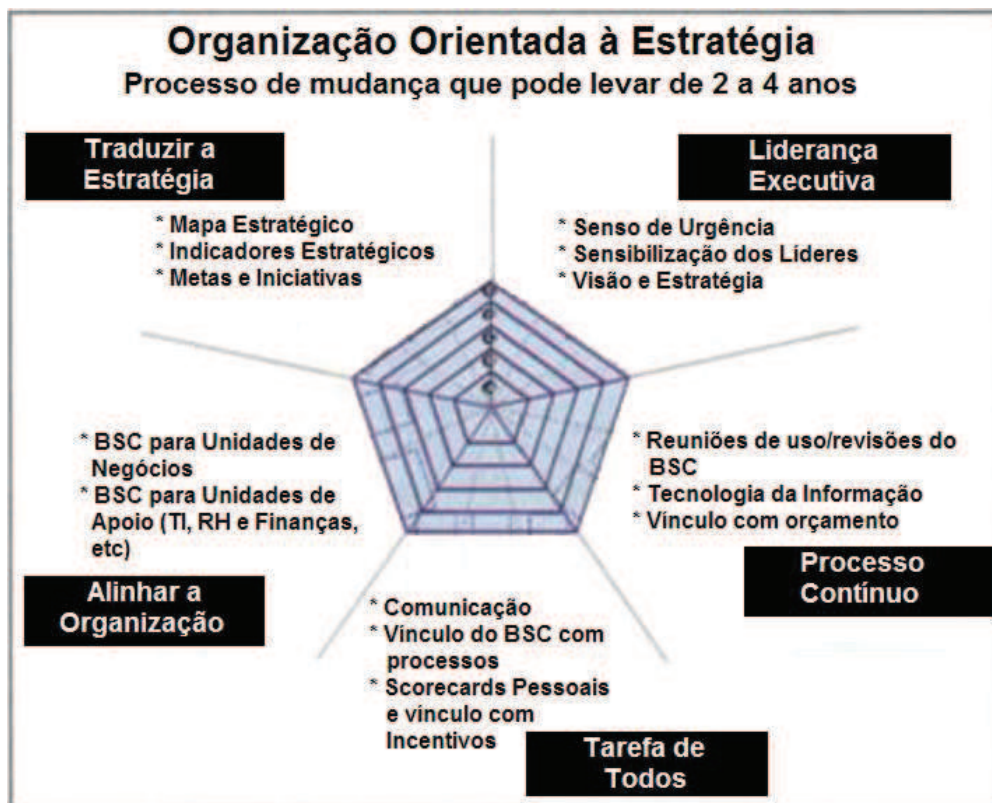 Organização Orientada à Estratégia
Processo de mudança que pode levar de 2 a 4 anos
Traduzir a
Estratégia
* Mapa Estratégico
* Indicadores Estratégicos
* Metas e Iniciativas
Liderança
Executiva
* Senso de Urgência
* Sensibilização dos Líderes
* Visão e Estratégia
* BSC para Unidades de
Negócios
* BSC para Unidades de
Apoio (TI, RH e Finanças,
etc)
Alinhar a
Organização
* Reuniões de uso/revisões do
BSC
* Tecnologia da Informação
* Vínculo com orçamento
Processo
Contínuo
* Comunicação
* Vínculo do BSC com
processos
* Scorecards Pessoais
e vínculo com
Incentivos
Tarefa de
Todos